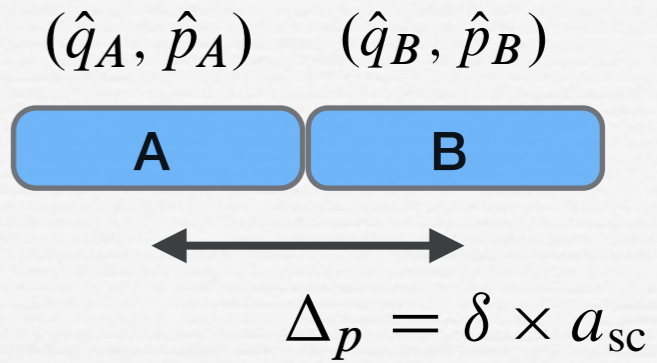 (q̂_A, p̂_A) (q̂_B, p̂_B)
A B
Δ_p = δ × a_sc